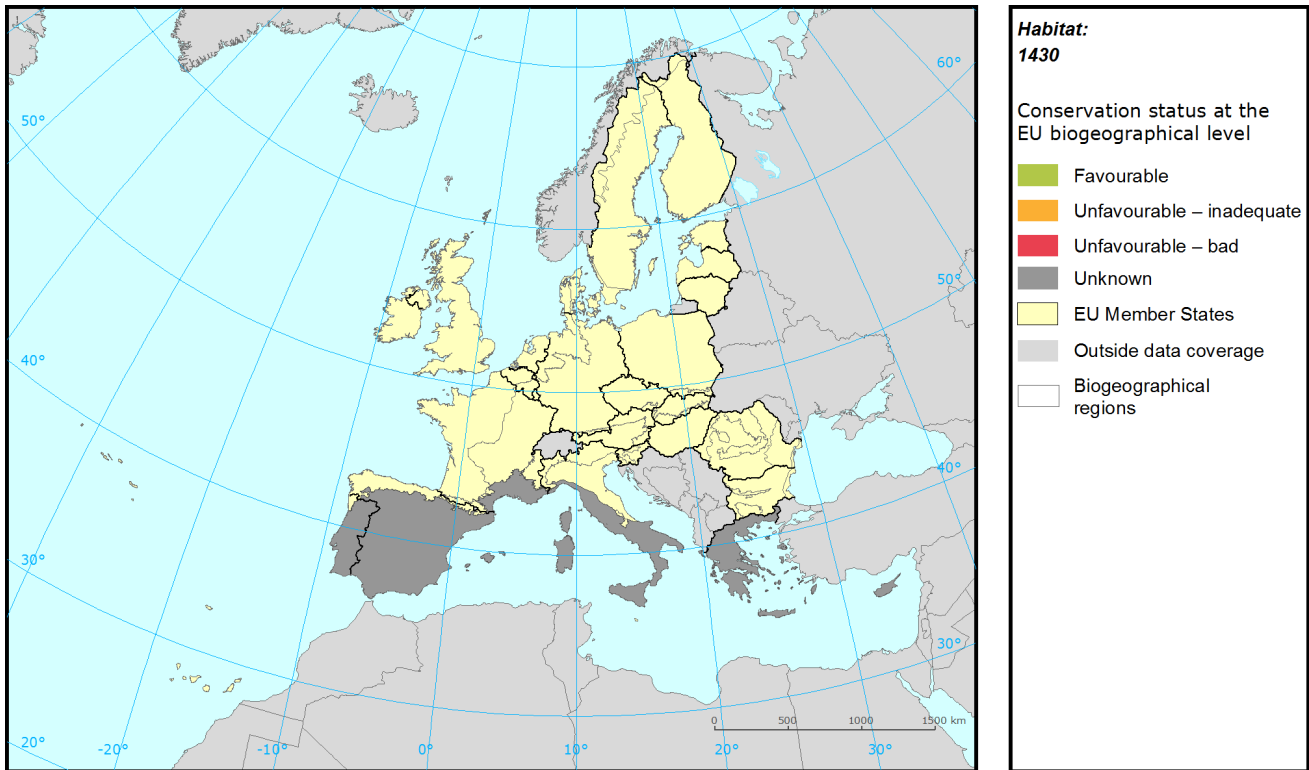 Habitat:
1430
Conservation status at the
EU biogeographical level
Favourable
Unfavourable – inadequate
Unfavourable – bad
Unknown
EU Member States
Outside data coverage
Biogeographical
regions
60°
50°
50°
40°
40°
30°
30°
0 500 1000 1500 km
20° -20° -10° 0° 10° 20° 30°